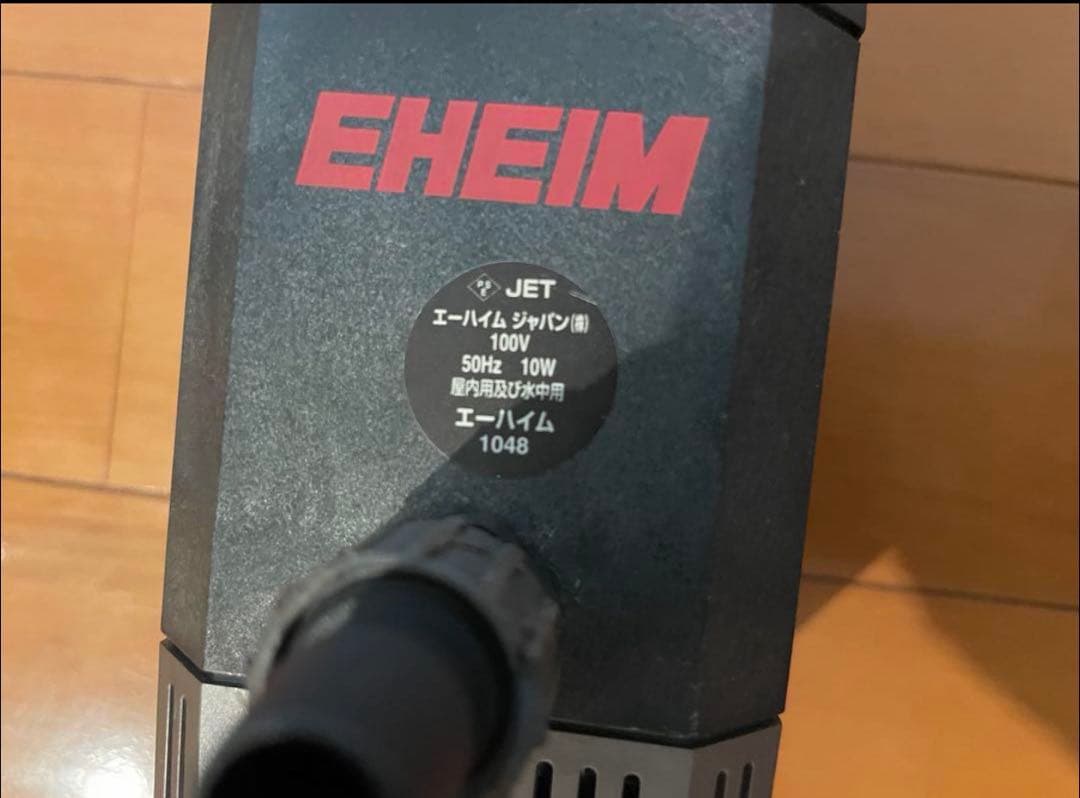 EHEIM
PS E JET
エーハイム ジャパン(株)
100V
50Hz 10W
屋内用及び水中用
エーハイム
1048